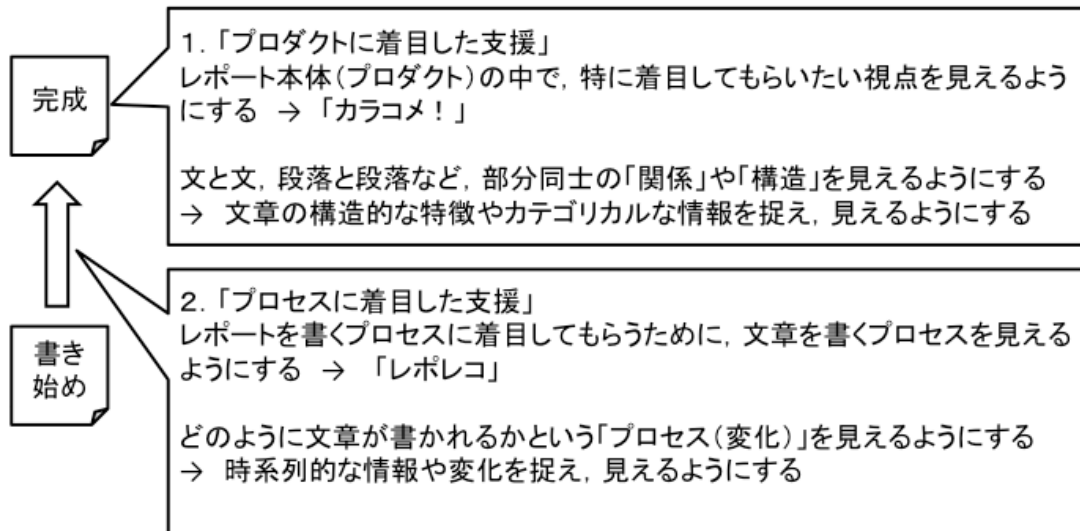 1．「プロダクトに着目した支援」
レポート本体（プロダクト）の中で，特に着目してもらいたい視点を見えるよう
にする → 「カラコメ！」
完成
文と文，段落と段落など，部分同士の「関係」や「構造」を見えるようにする
→ 文章の構造的な特徴やカテゴリカルな情報を捉え，見えるようにする
2．「プロセスに着目した支援」
レポートを書くプロセスに着目してもらうために，文章を書くプロセスを見える
ようにする → 「レポレコ」
書き
始め
どのように文章が書かれるかという「プロセス（変化）」を見えるようにする
→ 時系列的な情報や変化を捉え，見えるようにする